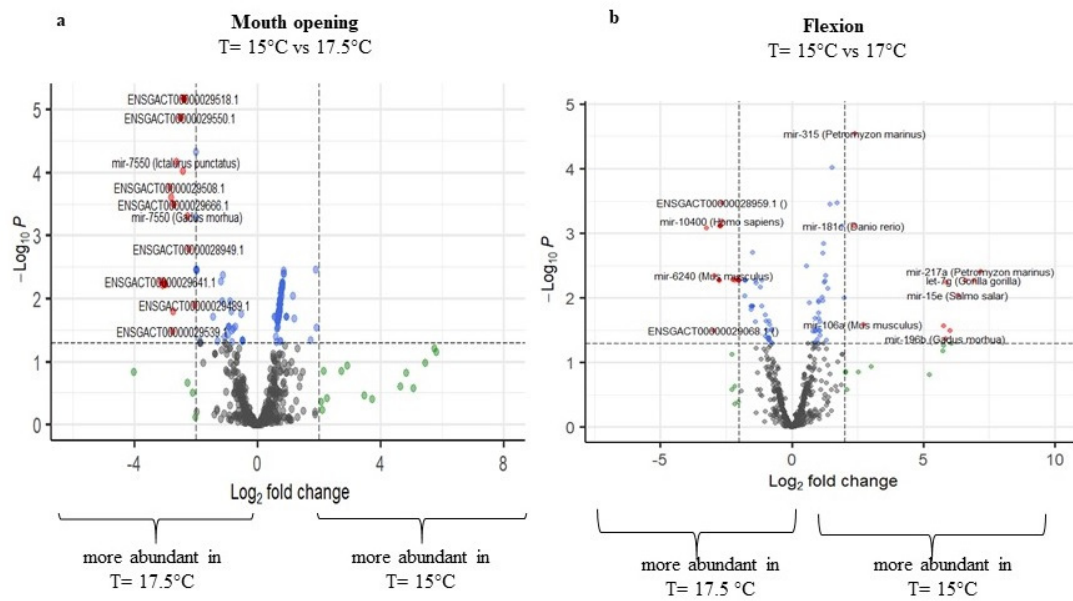 a
Mouth opening
T= 15°C vs 17.5°C
5
4
3
2
1
0
−Log10 P
ENSGACT00000029518.1
ENSGACT00000029550.1
mir-7550 (Ictalurus punctatus)
ENSGACT00000029508.1
ENSGACT00000029666.1
mir-7550 (Gadus morhua)
ENSGACT00000028949.1
ENSGACT00000029641.1
ENSGACT00000029489.1
ENSGACT00000029539.1
-4
0
4
8
Log2 fold change
more abundant in
T= 17.5°C
more abundant in
T= 15°C
b
Flexion
T= 15°C vs 17°C
5
4
3
2
1
0
−Log10 P
mir-315 (Petromyzon marinus)
ENSGACT00000028959.1 ()
mir-10400 (Homo sapiens)
mir-181c (Danio rerio)
mir-6240 (Mus musculus)
mir-217a (Petromyzon marinus)
let-7g (Gorilla gorilla)
mir-15e (Salmo salar)
ENSGACT00000029068.1 ()
mir-106a (Mus musculus)
mir-196b (Gadus morhua)
-5
0
5
10
Log2 fold change
more abundant in
T= 17.5 °C
more abundant in
T= 15°C